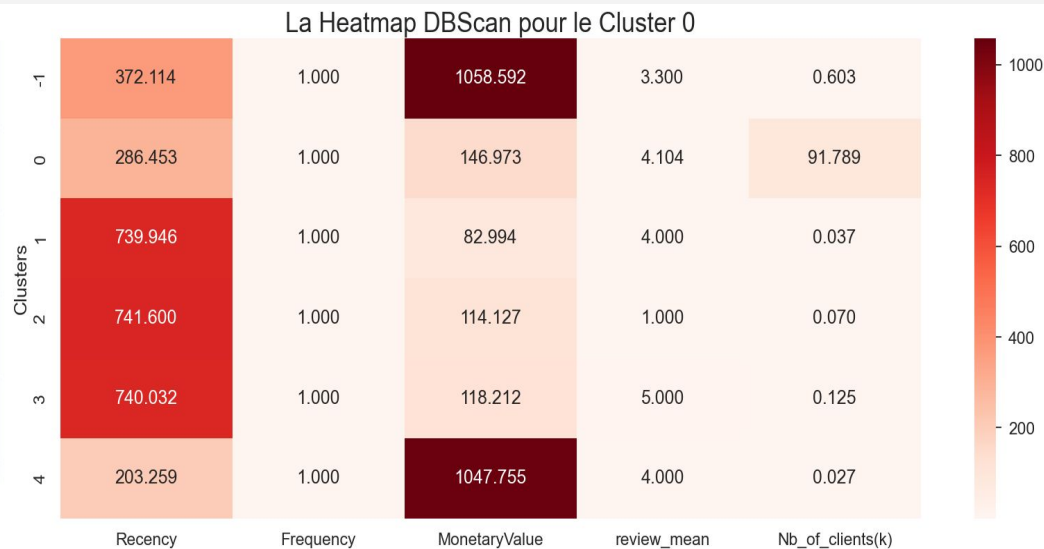 La Heatmap DBScan pour le Cluster 0
-1 372.114 1.000 1058.592 3.300 0.603
0 286.453 1.000 146.973 4.104 91.789
1 739.946 1.000 82.994 4.000 0.037
2 741.600 1.000 114.127 1.000 0.070
3 740.032 1.000 118.212 5.000 0.125
4 203.259 1.000 1047.755 4.000 0.027
Clusters
Recency Frequency MonetaryValue review_mean Nb_of_clients(k)
1000
800
600
400
200